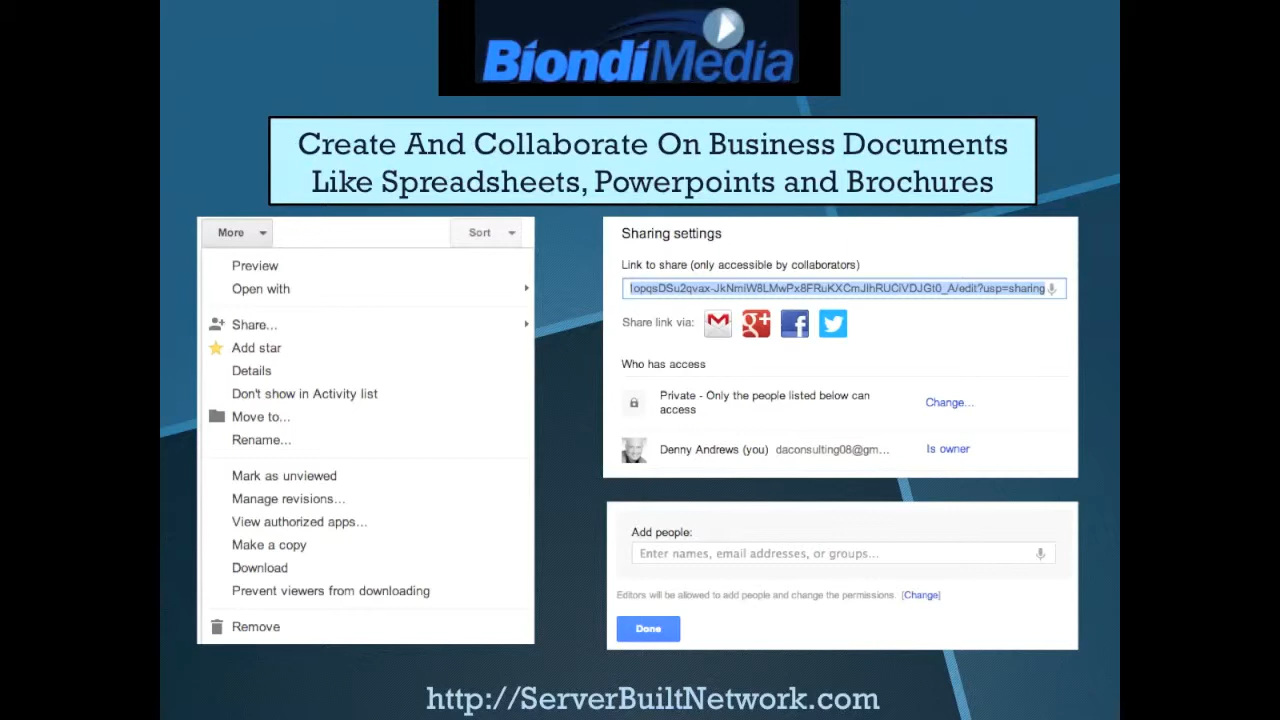 BiondiMedia
Create And Collaborate On Business Documents
Like Spreadsheets, Powerpoints and Brochures
More
Sort
Preview
Open with
Share...
Add star
Details
Don't show in Activity list
Move to...
Rename...
Mark as unviewed
Manage revisions...
View authorized apps...
Make a copy
Download
Prevent viewers from downloading
Remove
Sharing settings
Link to share (only accessible by collaborators)
Share link via:
Who has access
Private - Only the people listed below can
access
Change...
Denny Andrews (you) daconsulting08@gm...
Is owner
Add people:
Enter names, email addresses, or groups...
Editors will be allowed to add people and change the permissions. [Change]
Done
http://ServerBuiltNetwork.com